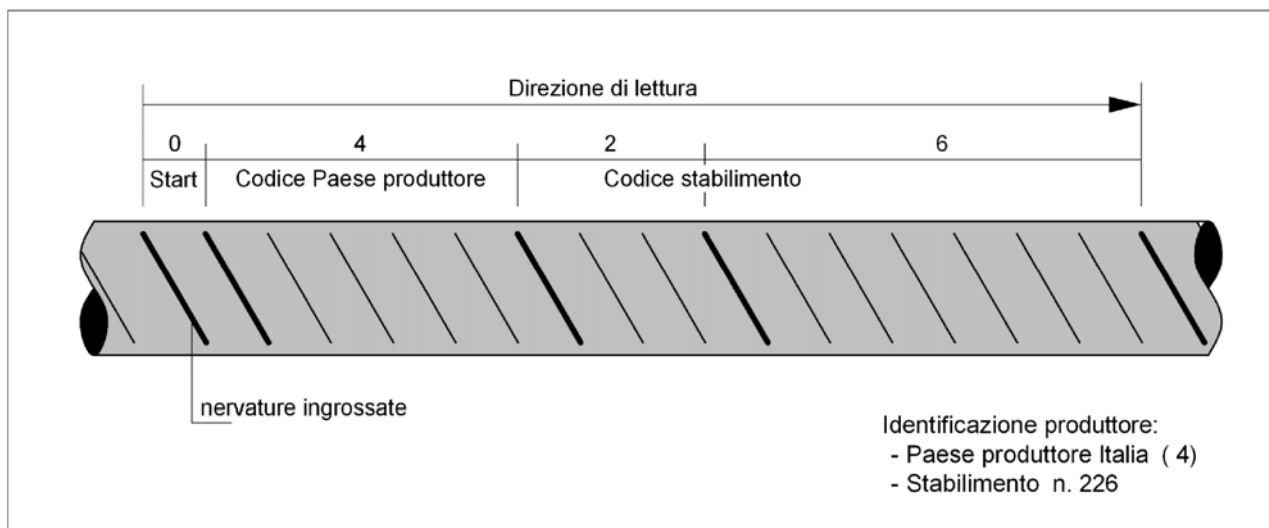 Direzione di lettura
0 4 2 6
Start Codice Paese produttore Codice stabilimento
nervature ingrossate
Identificazione produttore:
- Paese produttore Italia ( 4)
- Stabilimento n. 226